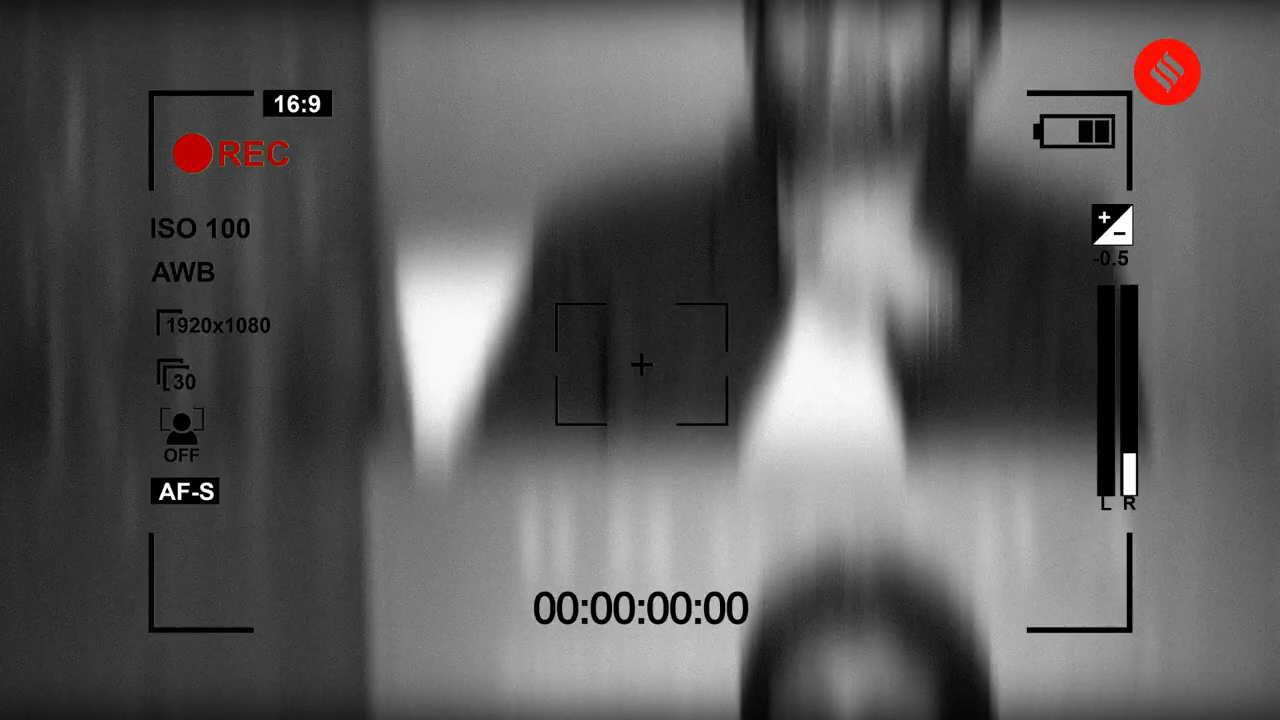 16:9
REC
ISO 100
AWB
1920x1080
30
OFF
AF-S
-0.5
L R
00:00:00:00